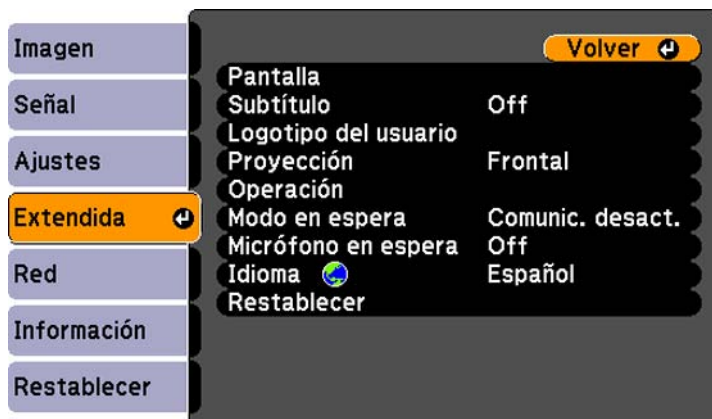 Imagen
Señal
Ajustes
Extendida
Red
Información
Restablecer
Volver
Pantalla
Subtítulo Off
Logotipo del usuario
Proyección Frontal
Operación
Modo en espera Comunic. desact.
Micrófono en espera Off
Idioma Español
Restablecer